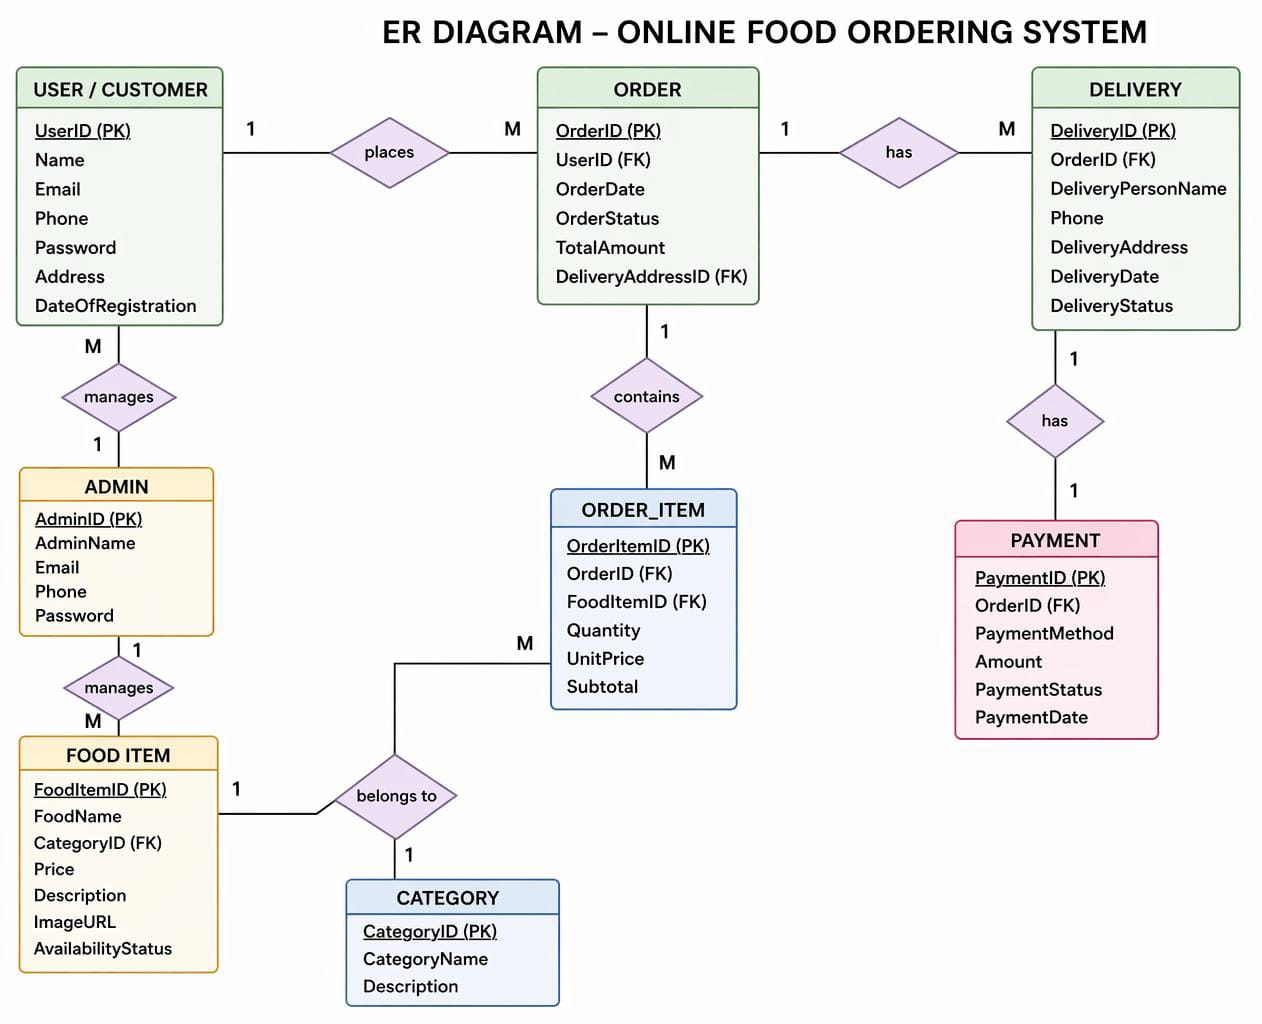 ER DIAGRAM – ONLINE FOOD ORDERING SYSTEM
USER / CUSTOMER
UserID (PK)
Name
Email
Phone
Password
Address
DateOfRegistration
1
places
M
ORDER
OrderID (PK)
UserID (FK)
OrderDate
OrderStatus
TotalAmount
DeliveryAddressID (FK)
1
has
M
DELIVERY
DeliveryID (PK)
OrderID (FK)
DeliveryPersonName
Phone
DeliveryAddress
DeliveryDate
DeliveryStatus
M
manages
1
ADMIN
AdminID (PK)
AdminName
Email
Phone
Password
1
manages
M
FOOD ITEM
FoodItemID (PK)
FoodName
CategoryID (FK)
Price
Description
ImageURL
AvailabilityStatus
1
contains
M
ORDER_ITEM
OrderItemID (PK)
OrderID (FK)
FoodItemID (FK)
Quantity
UnitPrice
Subtotal
M
1
belongs to
1
CATEGORY
CategoryID (PK)
CategoryName
Description
1
has
1
PAYMENT
PaymentID (PK)
OrderID (FK)
PaymentMethod
Amount
PaymentStatus
PaymentDate